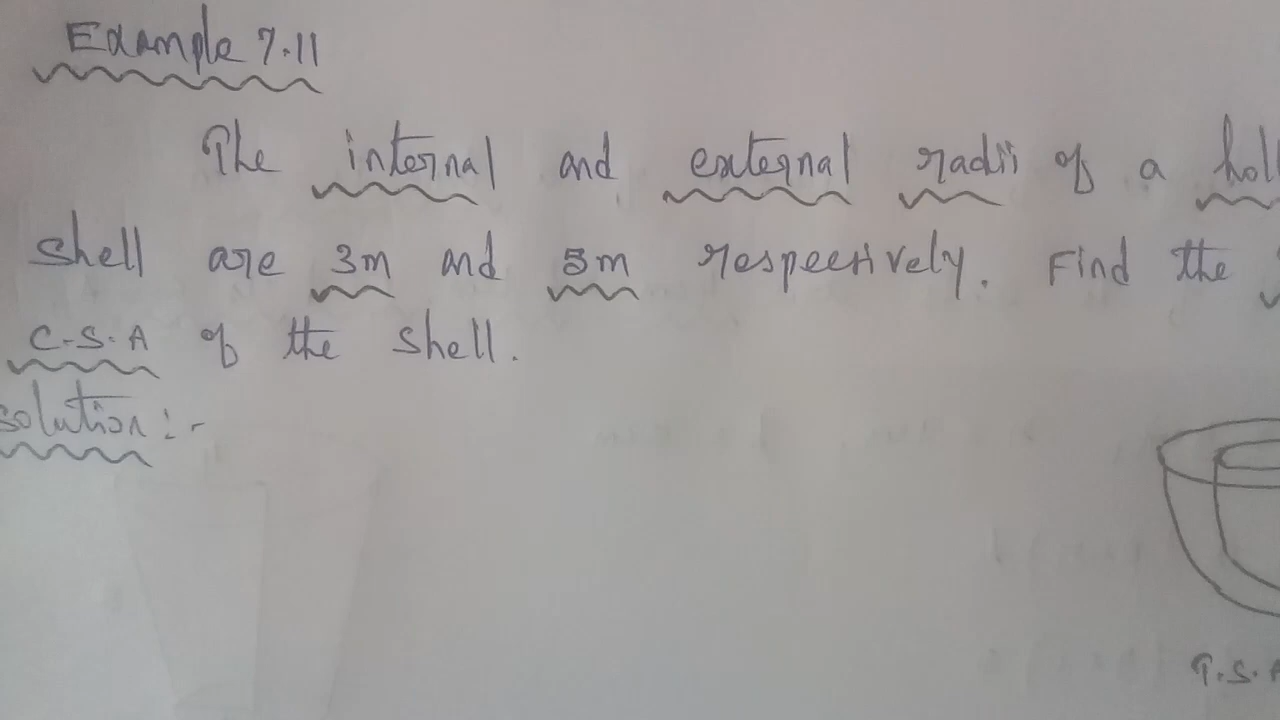 Example 7.11
The internal and external radii of a holl
shell are 3m and 5m respectively. Find the
C.S.A of the shell.
solution:-
T.S.A